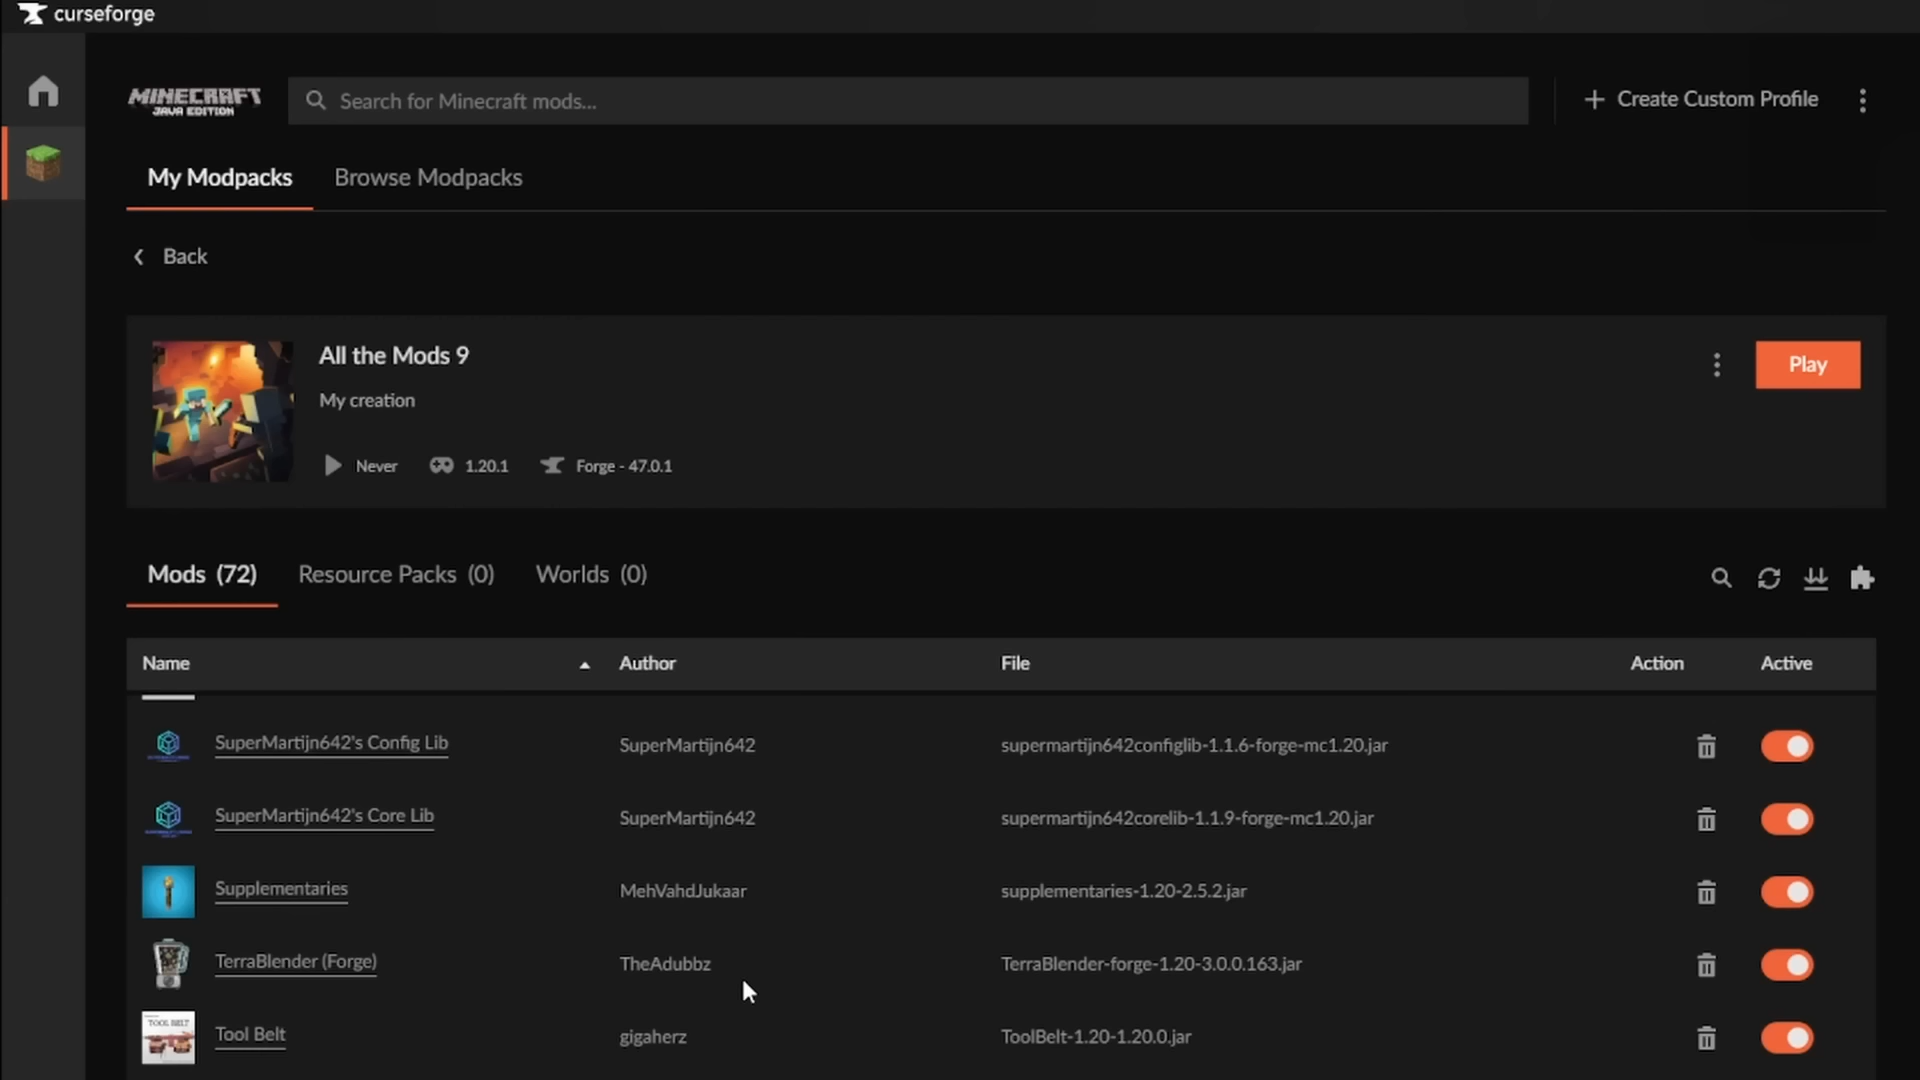 curseforge
MINECRAFT
JAVA EDITION
Search for Minecraft mods...
+ Create Custom Profile
My Modpacks
Browse Modpacks
Back
All the Mods 9
My creation
Never
1.20.1
Forge - 47.0.1
Play
Mods (72)
Resource Packs (0)
Worlds (0)
Name
Author
File
Action
Active
SuperMartijn642's Config Lib
SuperMartijn642
supermartijn642configlib-1.1.6-forge-mc1.20.jar
SuperMartijn642's Core Lib
SuperMartijn642
supermartijn642corelib-1.1.9-forge-mc1.20.jar
Supplementaries
MehVahdJukaar
supplementaries-1.20-2.5.2.jar
TerraBlender (Forge)
TheAdubbz
TerraBlender-forge-1.20-3.0.0.163.jar
TOOL BELT
Tool Belt
gigaherz
ToolBelt-1.20-1.20.0.jar